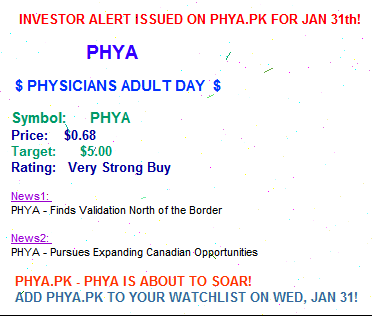 INVESTOR ALERT ISSUED ON PHYA.PK FOR JAN 31th!
PHYA
$ PHYSICIANS ADULT DAY $
Symbol: PHYA
Price: $0.68
Target: $5.00
Rating: Very Strong Buy
News1:
PHYA - Finds Validation North of the Border
News2:
PHYA - Pursues Expanding Canadian Opportunities
PHYA.PK - PHYA IS ABOUT TO SOAR!
ADD PHYA.PK TO YOUR WATCHLIST ON WED, JAN 31!